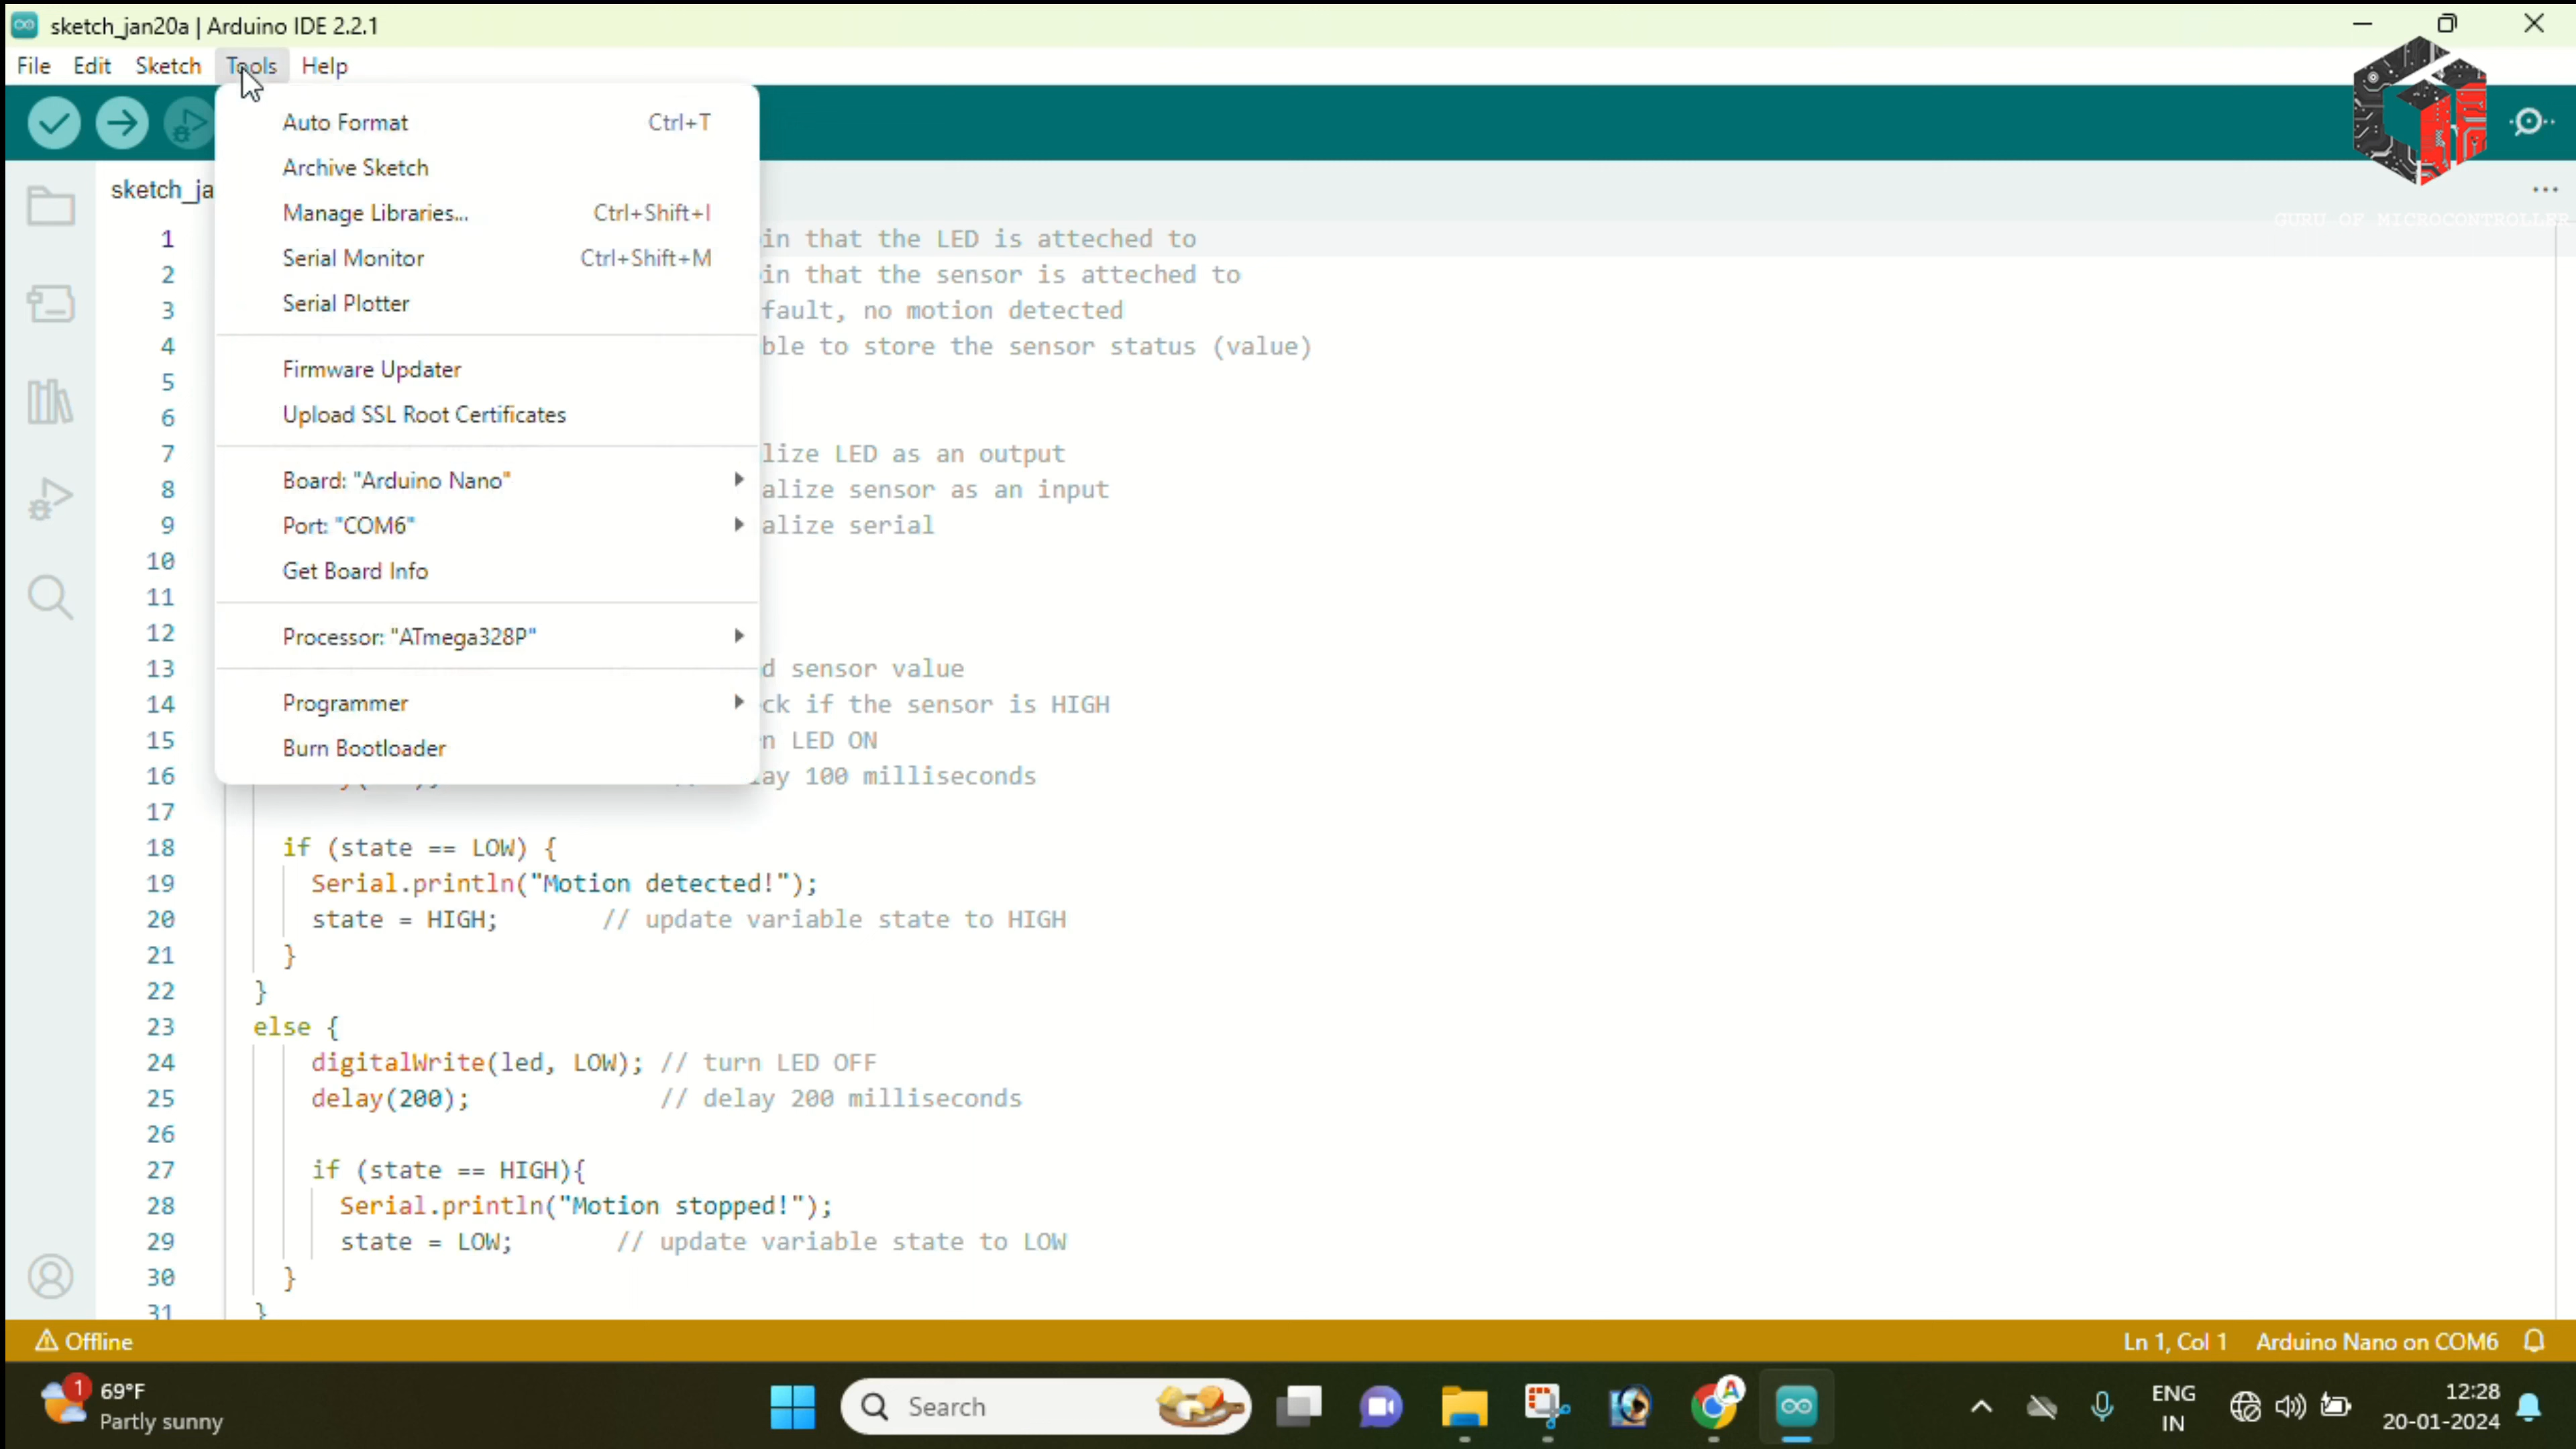 sketch_jan20a | Arduino IDE 2.2.1
File Edit Sketch Tools Help
Auto Format Ctrl+T
Archive Sketch
Manage Libraries... Ctrl+Shift+I
Serial Monitor Ctrl+Shift+M
Serial Plotter
Firmware Updater
Upload SSL Root Certificates
Board: "Arduino Nano"
Port: "COM6"
Get Board Info
Processor: "ATmega328P"
Programmer
Burn Bootloader
GURU OF MICROCONTROLLER
sketch_ja
1 in that the LED is atteched to
2 in that the sensor is atteched to
3 fault, no motion detected
4 ble to store the sensor status (value)
5
6
7 lize LED as an output
8 alize sensor as an input
9 alize serial
10
11
12
13 d sensor value
14 ck if the sensor is HIGH
15 n LED ON
16 lay 100 milliseconds
17
18 if (state == LOW) {
19 Serial.println("Motion detected!");
20 state = HIGH; // update variable state to HIGH
21 }
22 }
23 else {
24 digitalWrite(led, LOW); // turn LED OFF
25 delay(200); // delay 200 milliseconds
26
27 if (state == HIGH){
28 Serial.println("Motion stopped!");
29 state = LOW; // update variable state to LOW
30 }
31 }
Offline Ln 1, Col 1 Arduino Nano on COM6
1 69°F
Partly sunny
Search
A
ENG
IN
12:28
20-01-2024